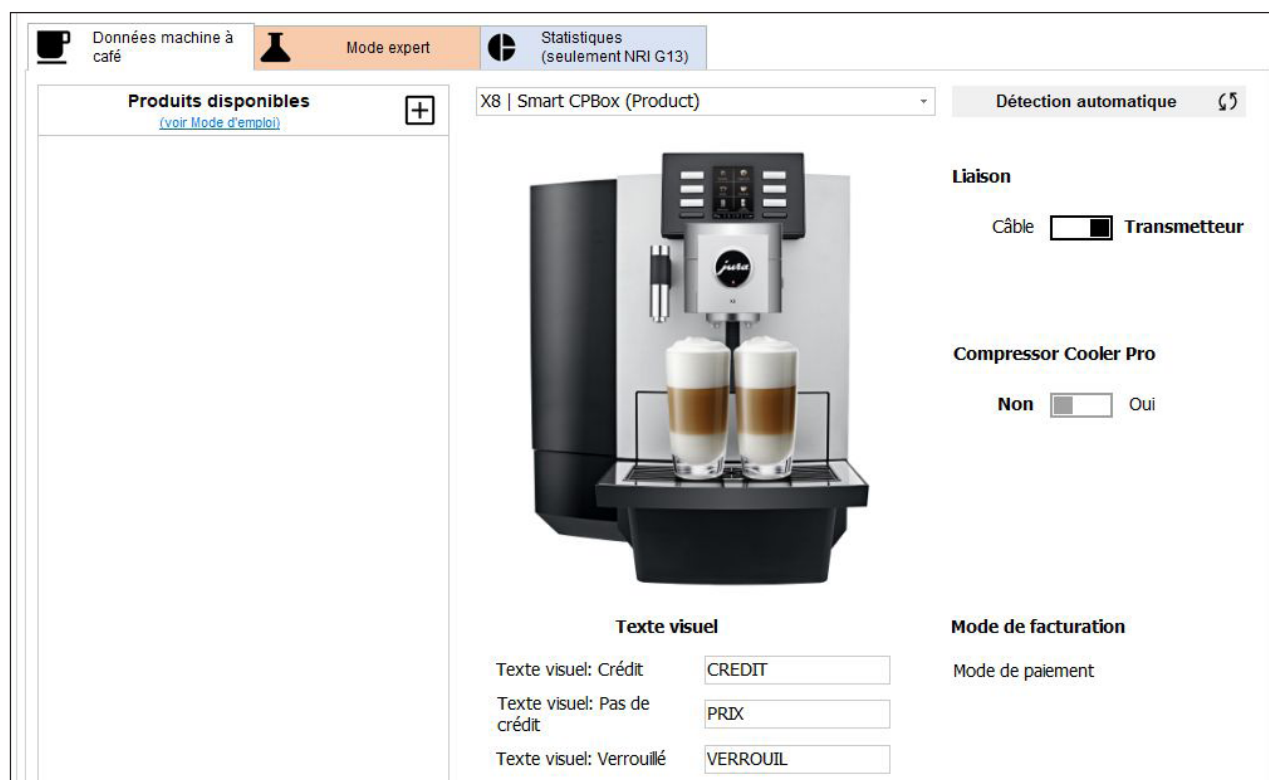 Données machine à
café
Mode expert
Statistiques
(seulement NRI G13)
Produits disponibles
(voir Mode d'emploi)
X8 | Smart CPBox (Product)
Détection automatique
Liaison
Câble
Transmetteur
jura
X8
Compressor Cooler Pro
Non
Oui
Texte visuel
Texte visuel: Crédit
CREDIT
Texte visuel: Pas de
crédit
PRIX
Texte visuel: Verrouillé
VERROUIL
Mode de facturation
Mode de paiement